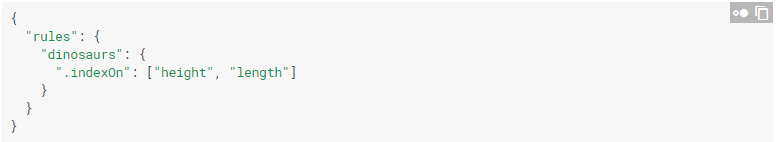 {
  "rules": {
    "dinosaurs": {
      ".indexOn": ["height", "length"]
    }
  }
}